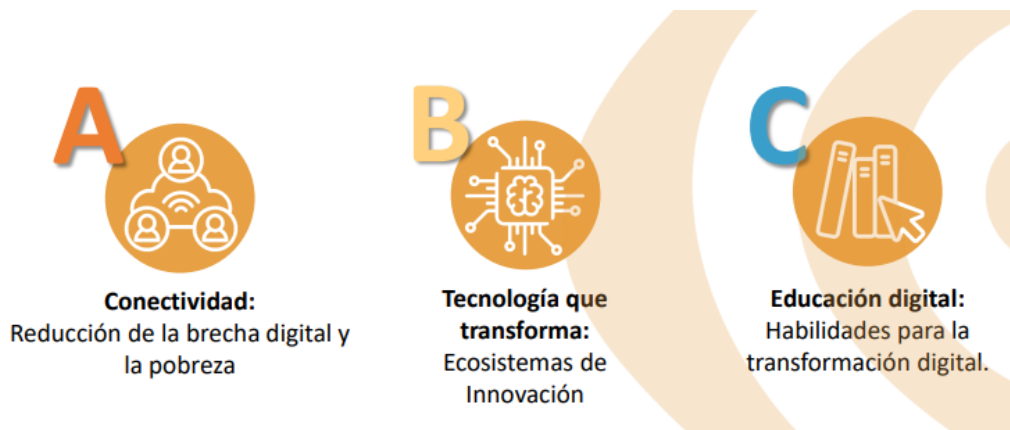 A
Conectividad:
Reducción de la brecha digital y
la pobreza
B
Tecnología que
transforma:
Ecosistemas de
Innovación
C
Educación digital:
Habilidades para la
transformación digital.